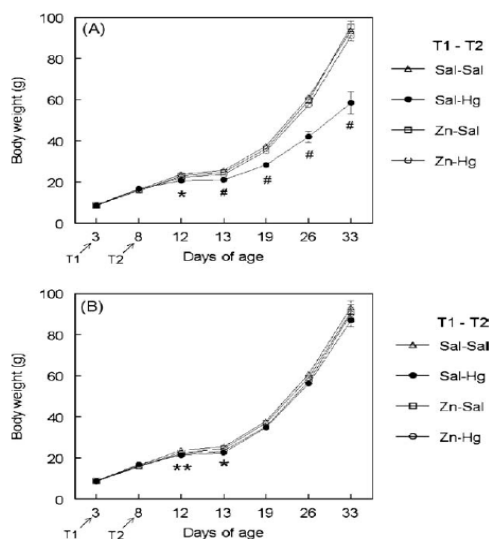 (A)
Body weight (g)
100
80
60
40
20
0
T1 - T2
Sal-Sal
Sal-Hg
Zn-Sal
Zn-Hg
* # # # #
3 8 12 13 19 26 33
T1 T2 Days of age
(B)
Body weight (g)
100
80
60
40
20
0
T1 - T2
Sal-Sal
Sal-Hg
Zn-Sal
Zn-Hg
** *
3 8 12 13 19 26 33
T1 T2 Days of age